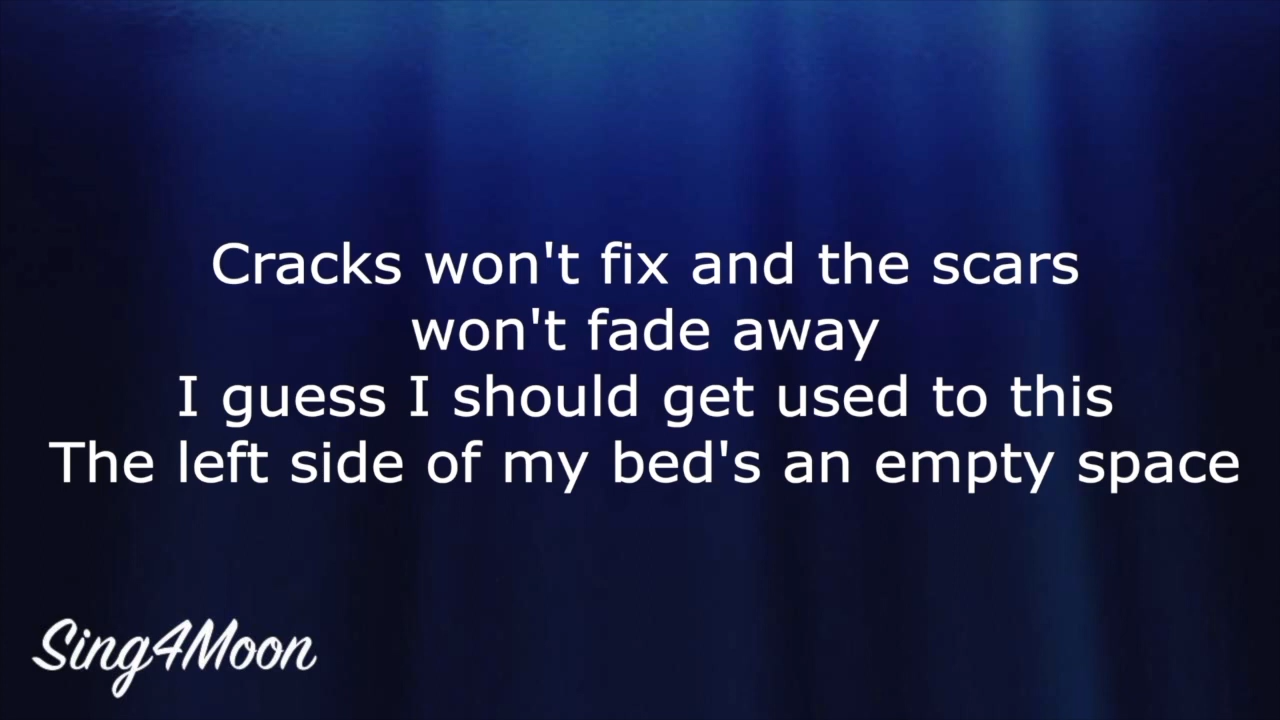 Cracks won't fix and the scars
won't fade away
I guess I should get used to this
The left side of my bed's an empty space
Sing4Moon